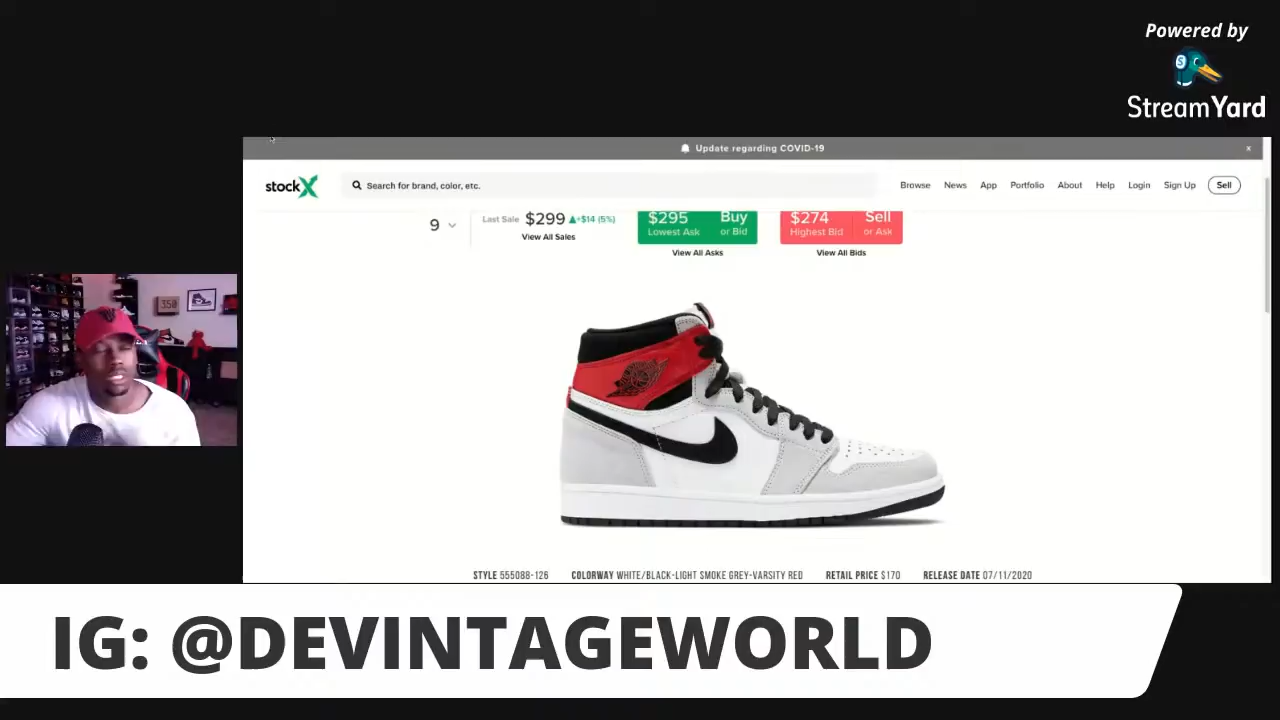 Powered by
StreamYard
Update regarding COVID-19 x
stockX Search for brand, color, etc. Browse News App Portfolio About Help Login Sign Up Sell
9 Last Sale $299 ▲+$14 (5%) $295 Buy $274 Sell
View All Sales Lowest Ask or Bid Highest Bid or Ask
View All Asks View All Bids
350
STYLE 555088-126 COLORWAY WHITE/BLACK-LIGHT SMOKE GREY-VARSITY RED RETAIL PRICE $170 RELEASE DATE 07/11/2020
IG: @DEVINTAGEWORLD